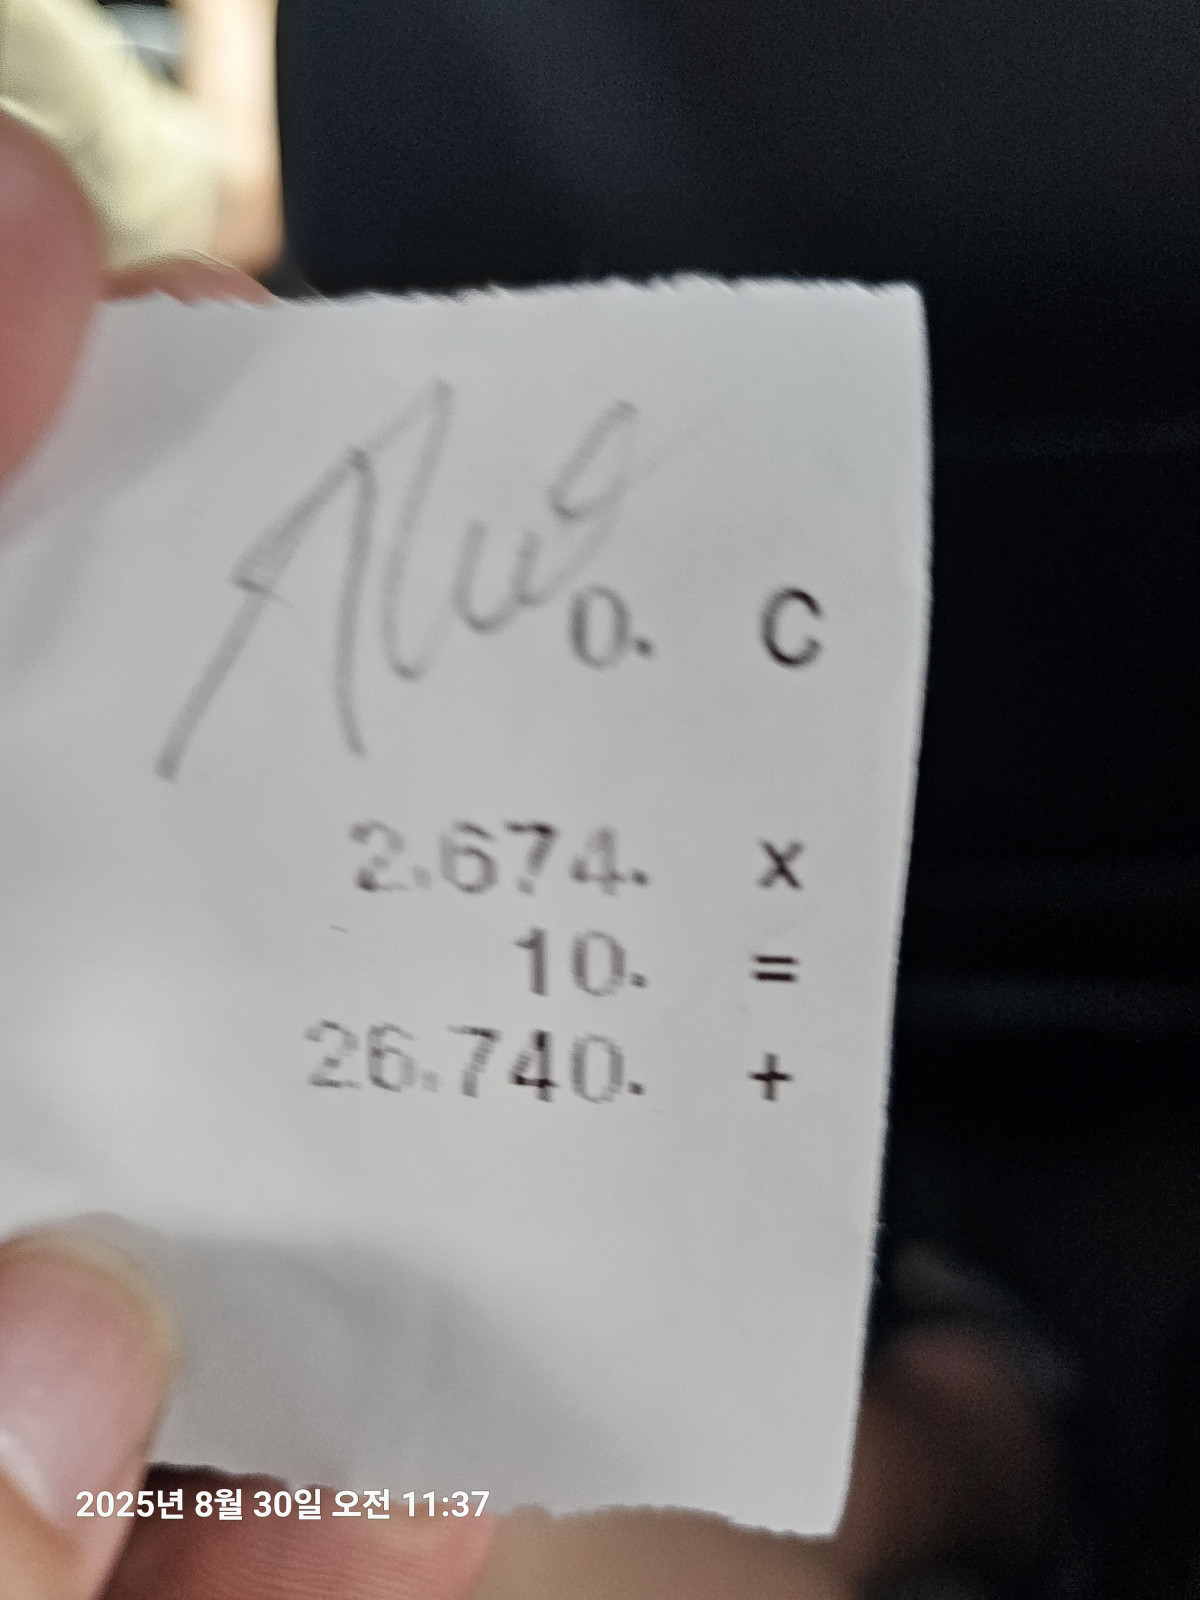 0. C
2.674. x
10. =
26.740. +
2025년 8월 30일 오전 11:37